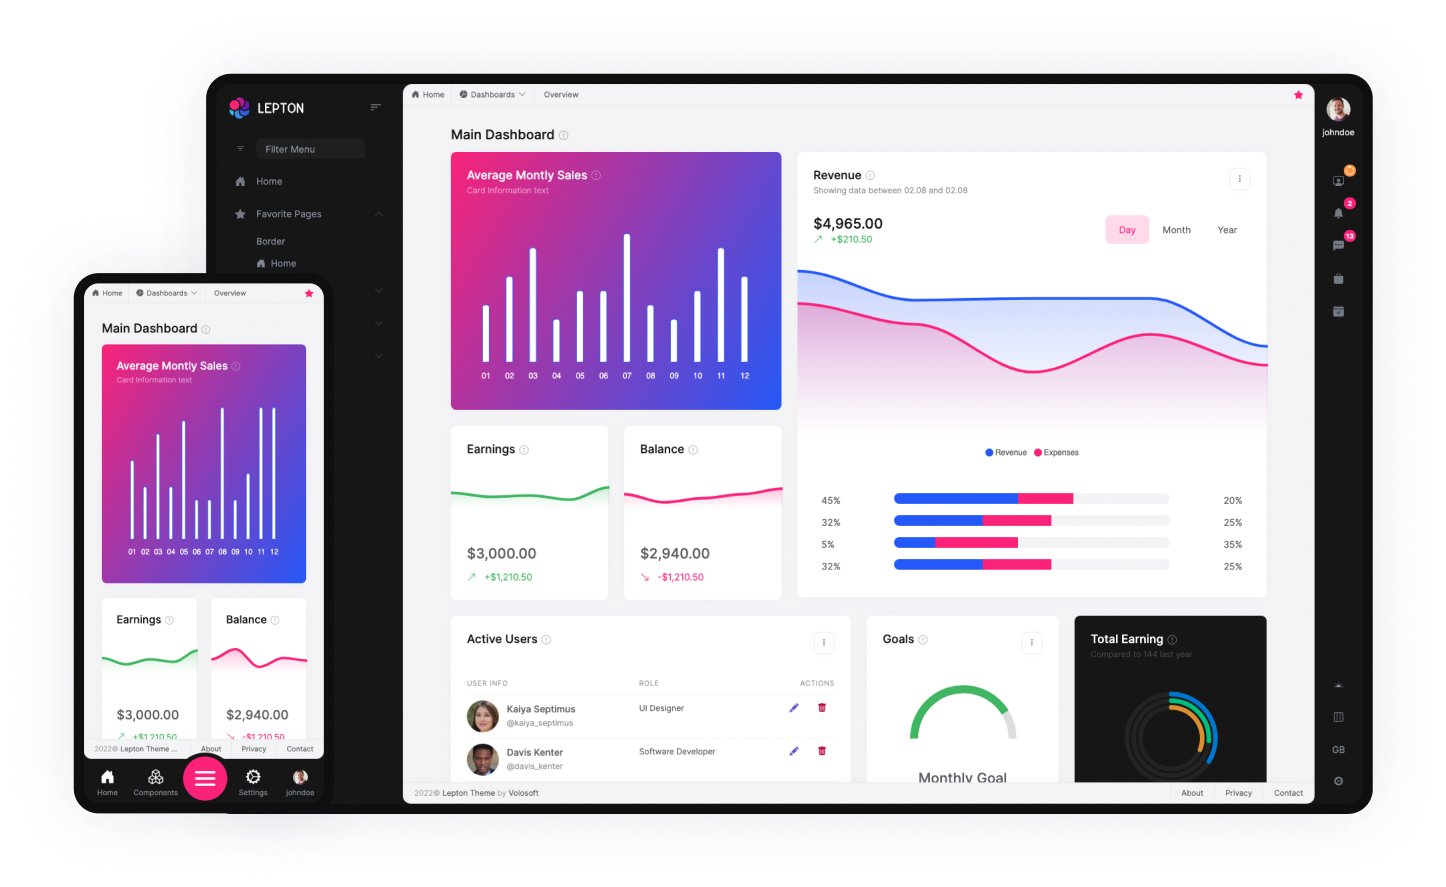 LEPTON
Filter Menu
Home
Favorite Pages
Border
Home
Home
Dashboards
Overview
Main Dashboard
Average Montly Sales
Card Information text
01 02 03 04 05 06 07 08 09 10 11 12
Revenue
Showing data between 02.08 and 02.08
$4,965.00
+$210.50
Day
Month
Year
Revenue
Expenses
45%
20%
32%
25%
5%
35%
32%
25%
Earnings
$3,000.00
+$1,210.50
Balance
$2,940.00
-$1,210.50
Active Users
USER INFO
ROLE
ACTIONS
Kaiya Septimus
@kaiya_septimus
UI Designer
Davis Kenter
@davis_kenter
Software Developer
Goals
Monthly Goal
Total Earning
Compared to 144 last year
2022© Lepton Theme by Volosoft
About
Privacy
Contact
johndoe
2
13
GB
Home
Dashboards
Overview
Main Dashboard
Average Montly Sales
Card Information text
01 02 03 04 05 06 07 08 09 10 11 12
Earnings
$3,000.00
+$1,210.50
Balance
$2,940.00
-$1,210.50
2022© Lepton Theme ...
About
Privacy
Contact
Home
Components
Settings
johndoe